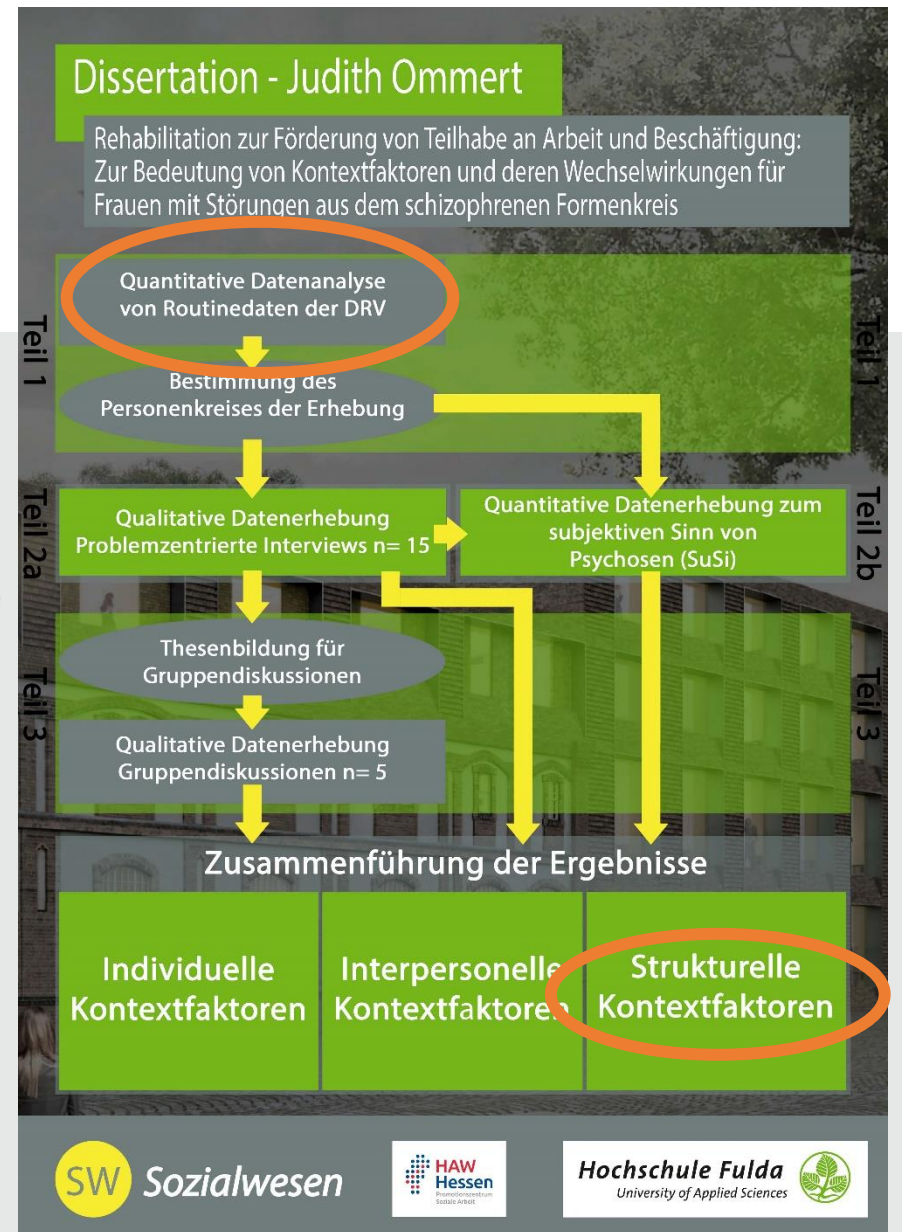 Dissertation - Judith Ommert
Rehabilitation zur Förderung von Teilhabe an Arbeit und Beschäftigung:
Zur Bedeutung von Kontextfaktoren und deren Wechselwirkungen für
Frauen mit Störungen aus dem schizophrenen Formenkreis
Teil 1
Quantitative Datenanalyse
von Routinedaten der DRV
Bestimmung des
Personenkreises der Erhebung
Teil 1
Teil 2a
Qualitative Datenerhebung
Problemzentrierte Interviews n= 15
Quantitative Datenerhebung zum
subjektiven Sinn von
Psychosen (SuSi)
Teil 2b
Teil 3
Thesenbildung für
Gruppendiskussionen
Qualitative Datenerhebung
Gruppendiskussionen n= 5
Teil 3
Zusammenführung der Ergebnisse
Individuelle
Kontextfaktoren
Interpersonelle
Kontextfaktoren
Strukturelle
Kontextfaktoren
SW Sozialwesen
HAW
Hessen
Promotionszentrum
Soziale Arbeit
Hochschule Fulda
University of Applied Sciences